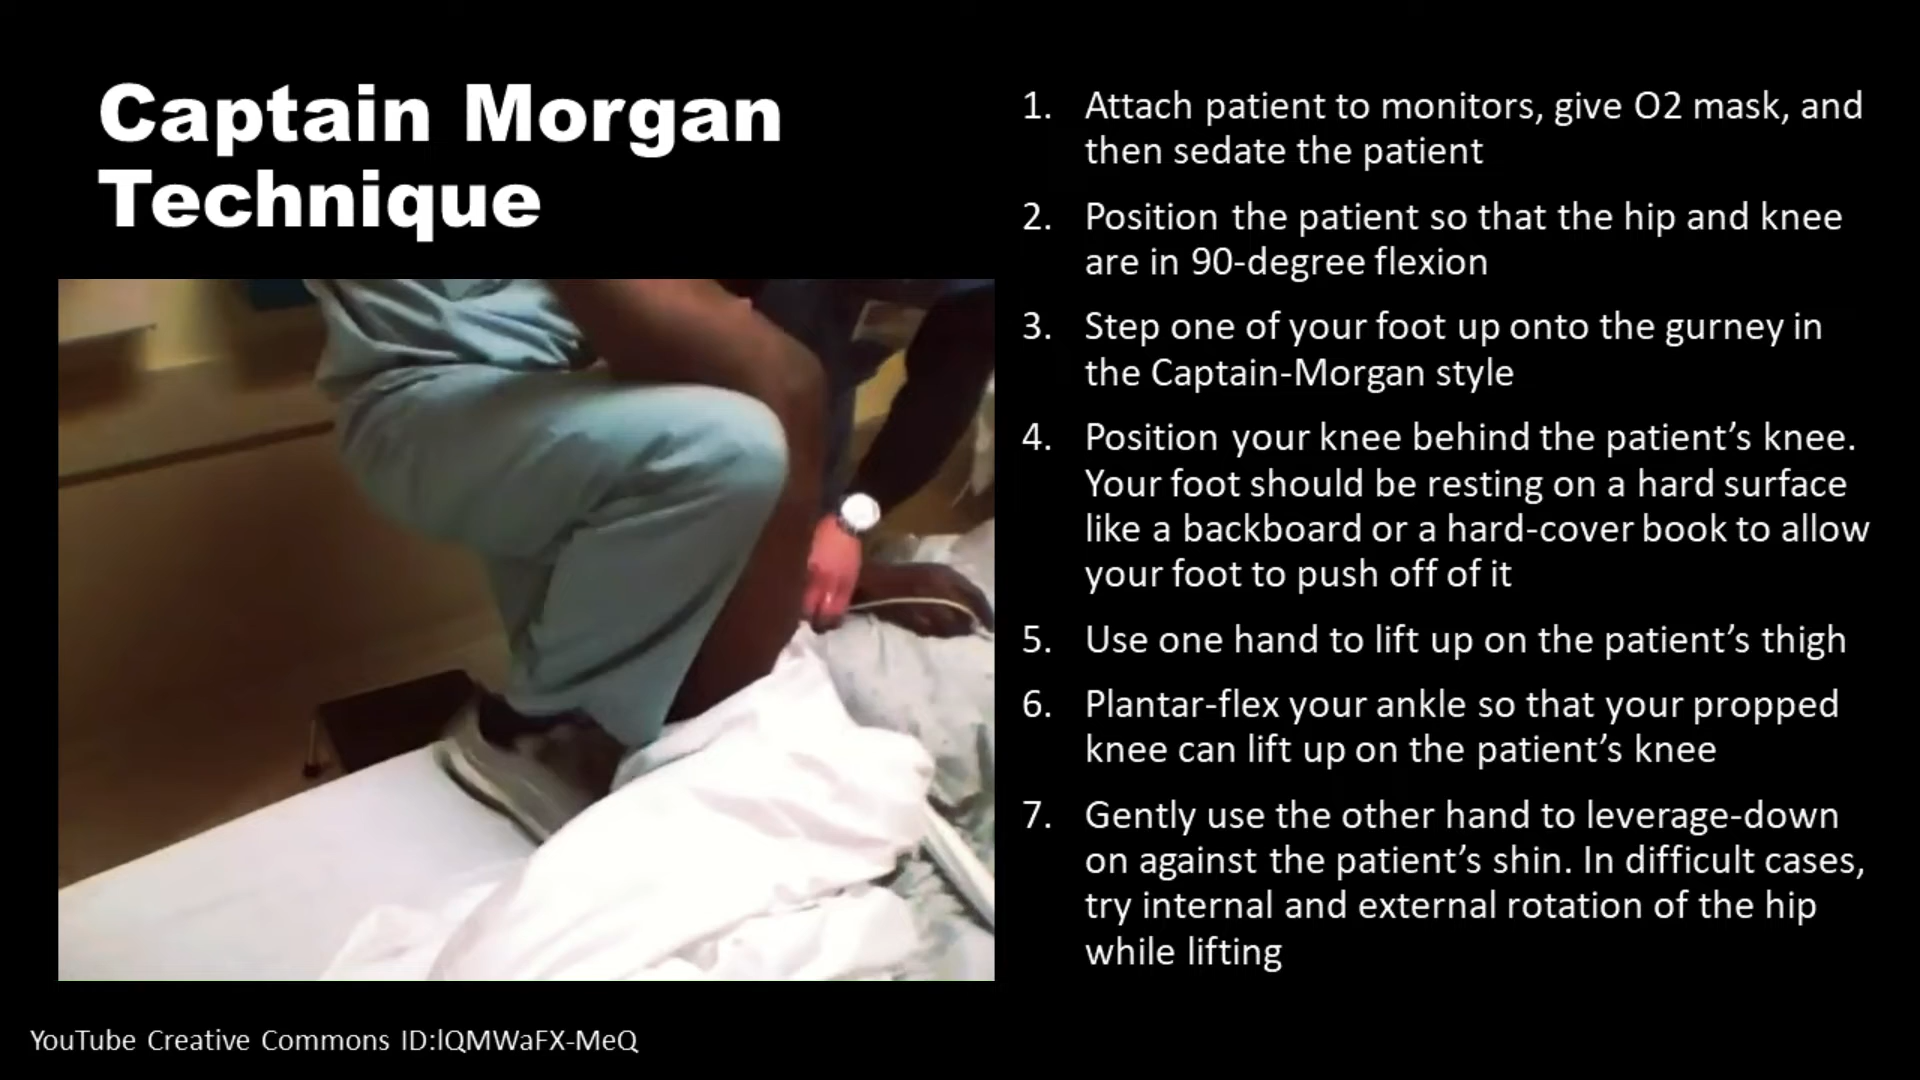 Captain Morgan
Technique
1. Attach patient to monitors, give O2 mask, and
then sedate the patient
2. Position the patient so that the hip and knee
are in 90-degree flexion
3. Step one of your foot up onto the gurney in
the Captain-Morgan style
4. Position your knee behind the patient’s knee.
Your foot should be resting on a hard surface
like a backboard or a hard-cover book to allow
your foot to push off of it
5. Use one hand to lift up on the patient’s thigh
6. Plantar-flex your ankle so that your propped
knee can lift up on the patient’s knee
7. Gently use the other hand to leverage-down
on against the patient’s shin. In difficult cases,
try internal and external rotation of the hip
while lifting
YouTube Creative Commons ID:lQMWaFX-MeQ